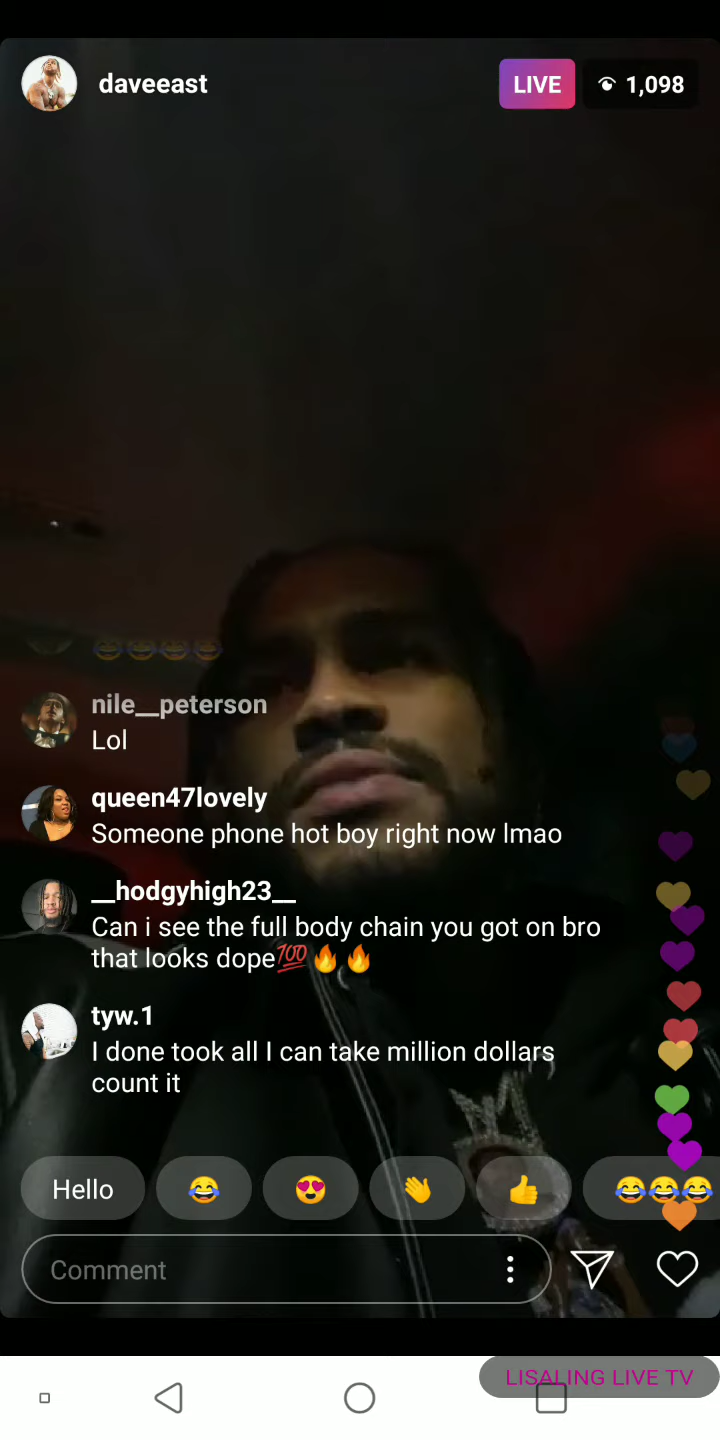 daveeast
LIVE
1,098
😂😂😂😂
nile__peterson
Lol
queen47lovely
Someone phone hot boy right now lmao
__hodgyhigh23__
Can i see the full body chain you got on bro
that looks dope💯🔥🔥
tyw.1
I done took all I can take million dollars
count it
Hello
😂
😍
👋
👍
😂😂😂
Comment
LISALING LIVE TV